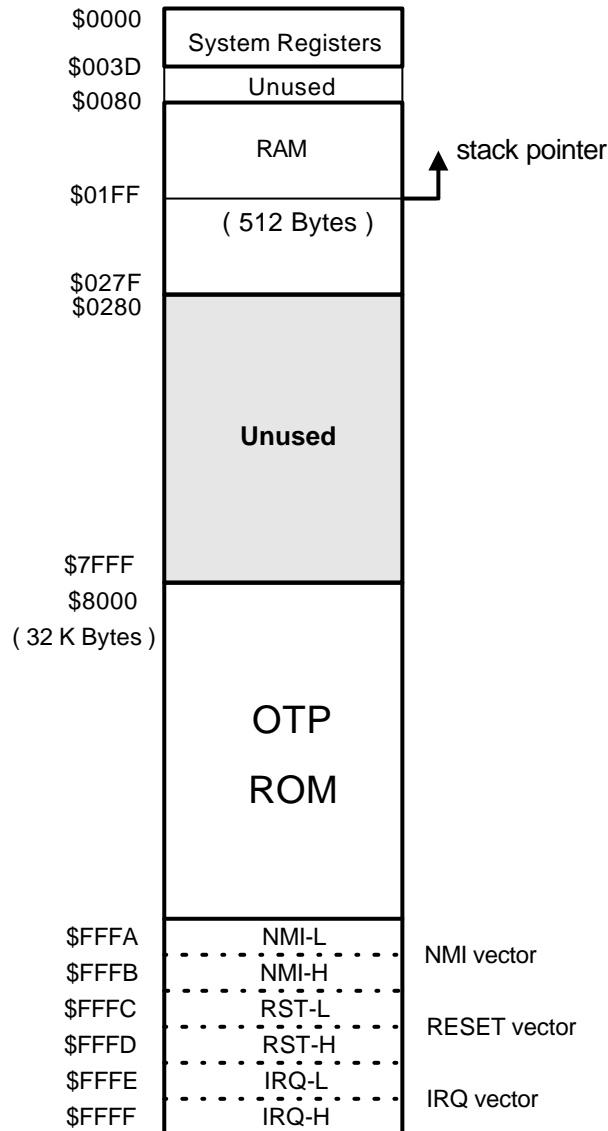 $0000
System Registers
$003D
Unused
$0080
RAM
stack pointer
$01FF
( 512 Bytes )
$027F
$0280
Unused
$7FFF
$8000
( 32 K Bytes )
OTP
ROM
$FFFA NMI-L
NMI vector
$FFFB NMI-H
$FFFC RST-L
RESET vector
$FFFD RST-H
$FFFE IRQ-L
IRQ vector
$FFFF IRQ-H